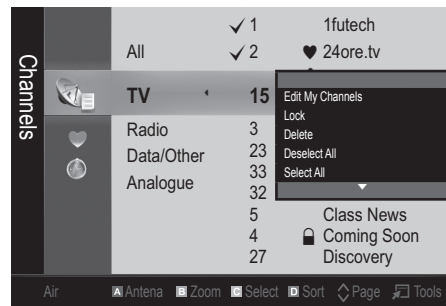 Channels
✓ 1 1futech
All ✓ 2 ♥ 24ore.tv
TV 15
Radio 3
Data/Other 23
Analogue 33
32
5 Class News
4 Coming Soon
27 Discovery
Edit My Channels
Lock
Delete
Deselect All
Select All
Air A Antena B Zoom C Select D Sort Page Tools